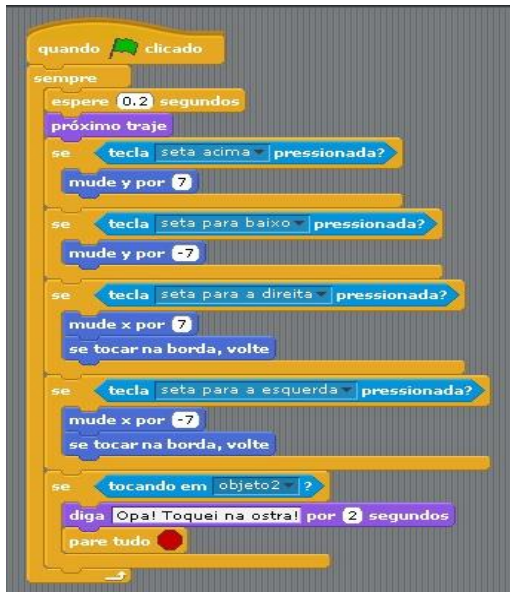 quando clicado
sempre
espere 0.2 segundos
próximo traje
se tecla seta acima pressionada?
mude y por 7
se tecla seta para baixo pressionada?
mude y por -7
se tecla seta para a direita pressionada?
mude x por 7
se tocar na borda, volte
se tecla seta para a esquerda pressionada?
mude x por -7
se tocar na borda, volte
se tocando em objeto2 ?
diga Opa! Toquei na ostra! por 2 segundos
pare tudo